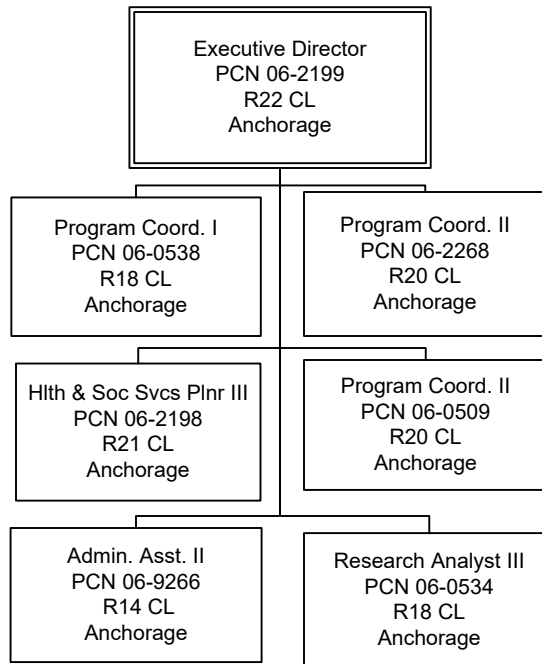 Executive Director
PCN 06-2199
R22 CL
Anchorage
Program Coord. I
PCN 06-0538
R18 CL
Anchorage
Program Coord. II
PCN 06-2268
R20 CL
Anchorage
Hlth & Soc Svcs Plnr III
PCN 06-2198
R21 CL
Anchorage
Program Coord. II
PCN 06-0509
R20 CL
Anchorage
Admin. Asst. II
PCN 06-9266
R14 CL
Anchorage
Research Analyst III
PCN 06-0534
R18 CL
Anchorage